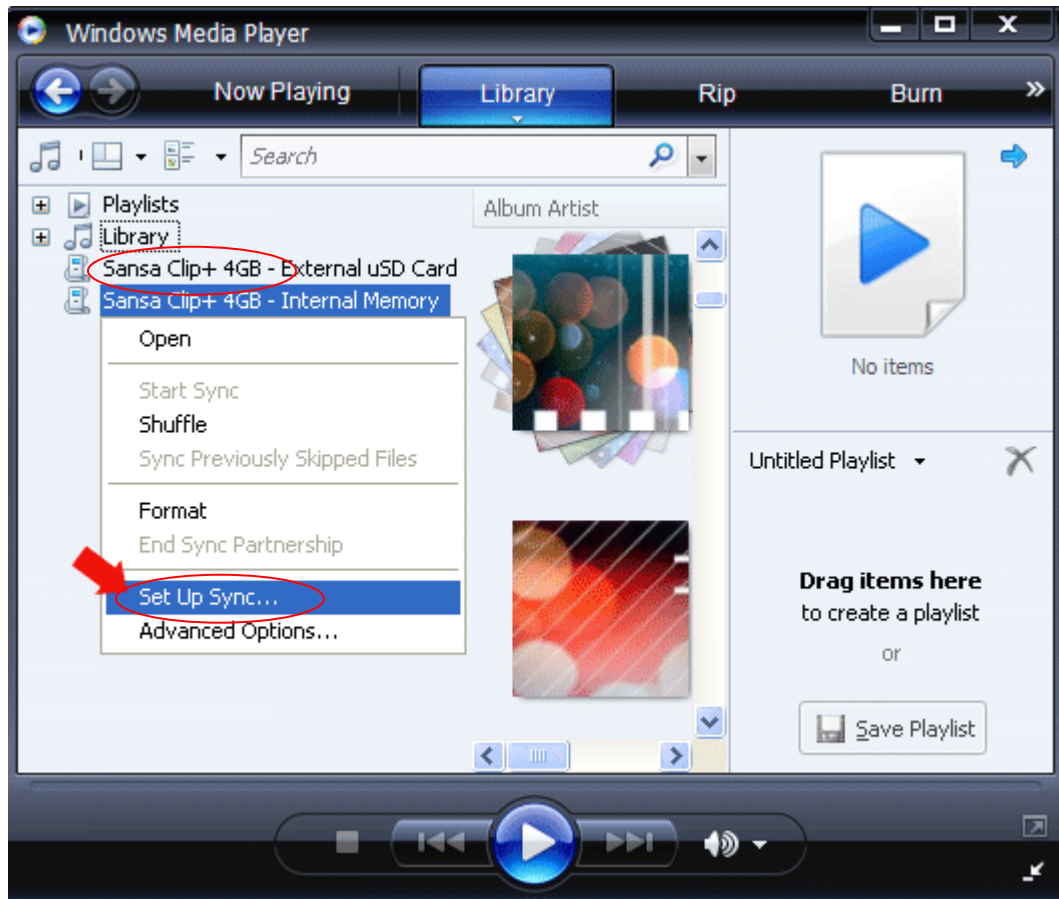 Windows Media Player
Now Playing
Library
Rip
Burn
Search
Playlists
Library
Sansa Clip+ 4GB - External uSD Card
Sansa Clip+ 4GB - Internal Memory
Open
Start Sync
Shuffle
Sync Previously Skipped Files
Format
End Sync Partnership
Set Up Sync...
Advanced Options...
Album Artist
No items
Untitled Playlist
Drag items here
to create a playlist
or
Save Playlist